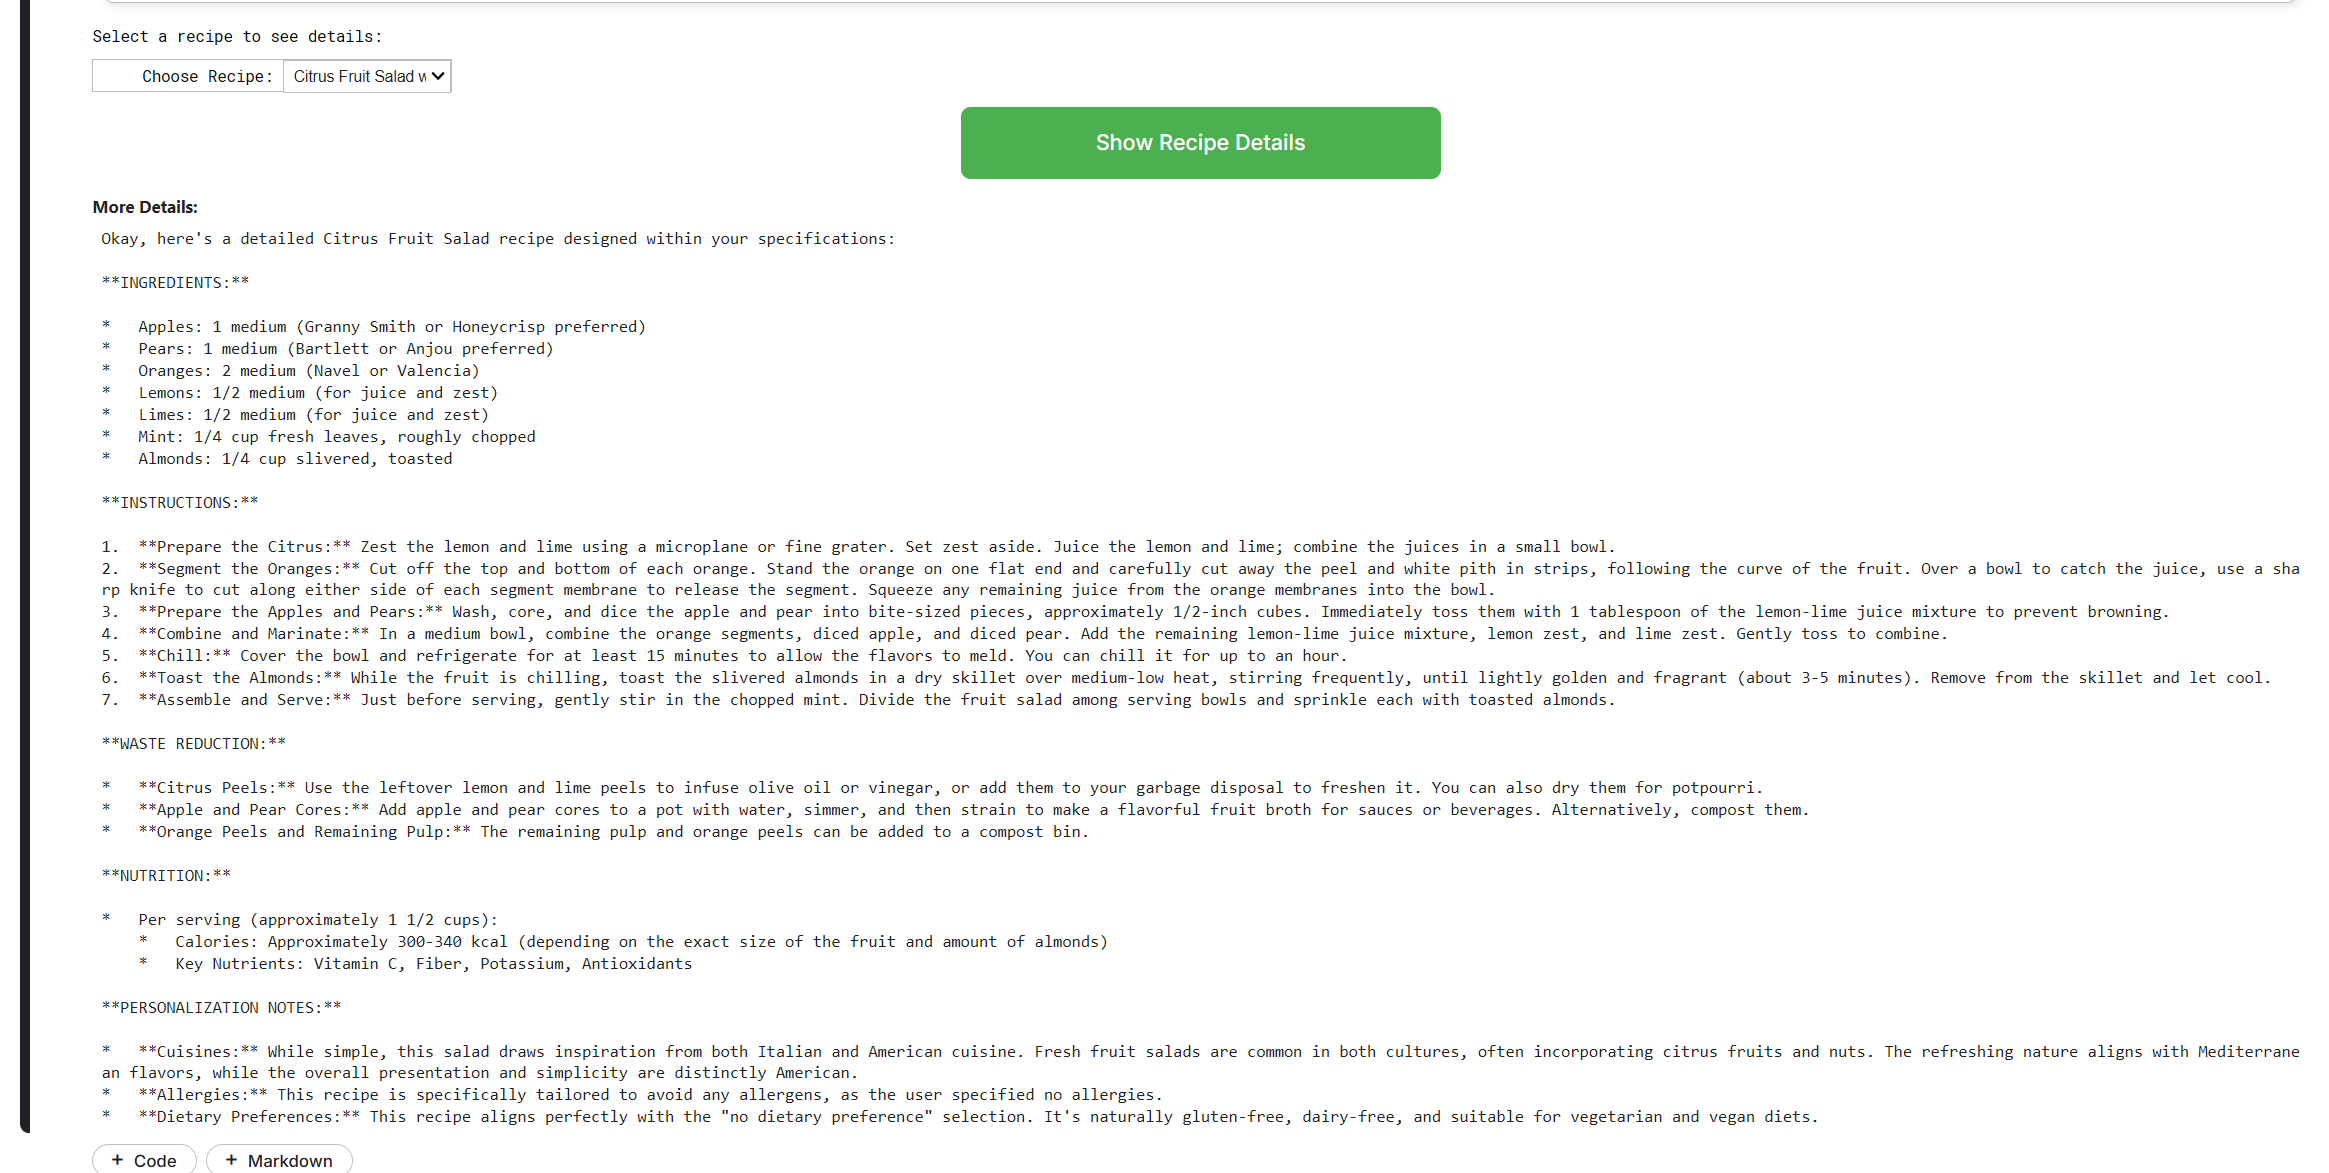 Select a recipe to see details:
Choose Recipe: Citrus Fruit Salad w
Show Recipe Details
More Details:
Okay, here's a detailed Citrus Fruit Salad recipe designed within your specifications:
**INGREDIENTS:**
*   Apples: 1 medium (Granny Smith or Honeycrisp preferred)
*   Pears: 1 medium (Bartlett or Anjou preferred)
*   Oranges: 2 medium (Navel or Valencia)
*   Lemons: 1/2 medium (for juice and zest)
*   Limes: 1/2 medium (for juice and zest)
*   Mint: 1/4 cup fresh leaves, roughly chopped
*   Almonds: 1/4 cup slivered, toasted
**INSTRUCTIONS:**
1.  **Prepare the Citrus:** Zest the lemon and lime using a microplane or fine grater. Set zest aside. Juice the lemon and lime; combine the juices in a small bowl.
2.  **Segment the Oranges:** Cut off the top and bottom of each orange. Stand the orange on one flat end and carefully cut away the peel and white pith in strips, following the curve of the fruit. Over a bowl to catch the juice, use a sha
rp knife to cut along either side of each segment membrane to release the segment. Squeeze any remaining juice from the orange membranes into the bowl.
3.  **Prepare the Apples and Pears:** Wash, core, and dice the apple and pear into bite-sized pieces, approximately 1/2-inch cubes. Immediately toss them with 1 tablespoon of the lemon-lime juice mixture to prevent browning.
4.  **Combine and Marinate:** In a medium bowl, combine the orange segments, diced apple, and diced pear. Add the remaining lemon-lime juice mixture, lemon zest, and lime zest. Gently toss to combine.
5.  **Chill:** Cover the bowl and refrigerate for at least 15 minutes to allow the flavors to meld. You can chill it for up to an hour.
6.  **Toast the Almonds:** While the fruit is chilling, toast the slivered almonds in a dry skillet over medium-low heat, stirring frequently, until lightly golden and fragrant (about 3-5 minutes). Remove from the skillet and let cool.
7.  **Assemble and Serve:** Just before serving, gently stir in the chopped mint. Divide the fruit salad among serving bowls and sprinkle each with toasted almonds.
**WASTE REDUCTION:**
*   **Citrus Peels:** Use the leftover lemon and lime peels to infuse olive oil or vinegar, or add them to your garbage disposal to freshen it. You can also dry them for potpourri.
*   **Apple and Pear Cores:** Add apple and pear cores to a pot with water, simmer, and then strain to make a flavorful fruit broth for sauces or beverages. Alternatively, compost them.
*   **Orange Peels and Remaining Pulp:** The remaining pulp and orange peels can be added to a compost bin.
**NUTRITION:**
*   Per serving (approximately 1 1/2 cups):
*   Calories: Approximately 300-340 kcal (depending on the exact size of the fruit and amount of almonds)
*   Key Nutrients: Vitamin C, Fiber, Potassium, Antioxidants
**PERSONALIZATION NOTES:**
*   **Cuisines:** While simple, this salad draws inspiration from both Italian and American cuisine. Fresh fruit salads are common in both cultures, often incorporating citrus fruits and nuts. The refreshing nature aligns with Mediterrane
an flavors, while the overall presentation and simplicity are distinctly American.
*   **Allergies:** This recipe is specifically tailored to avoid any allergens, as the user specified no allergies.
*   **Dietary Preferences:** This recipe aligns perfectly with the "no dietary preference" selection. It's naturally gluten-free, dairy-free, and suitable for vegetarian and vegan diets.
+ Code + Markdown